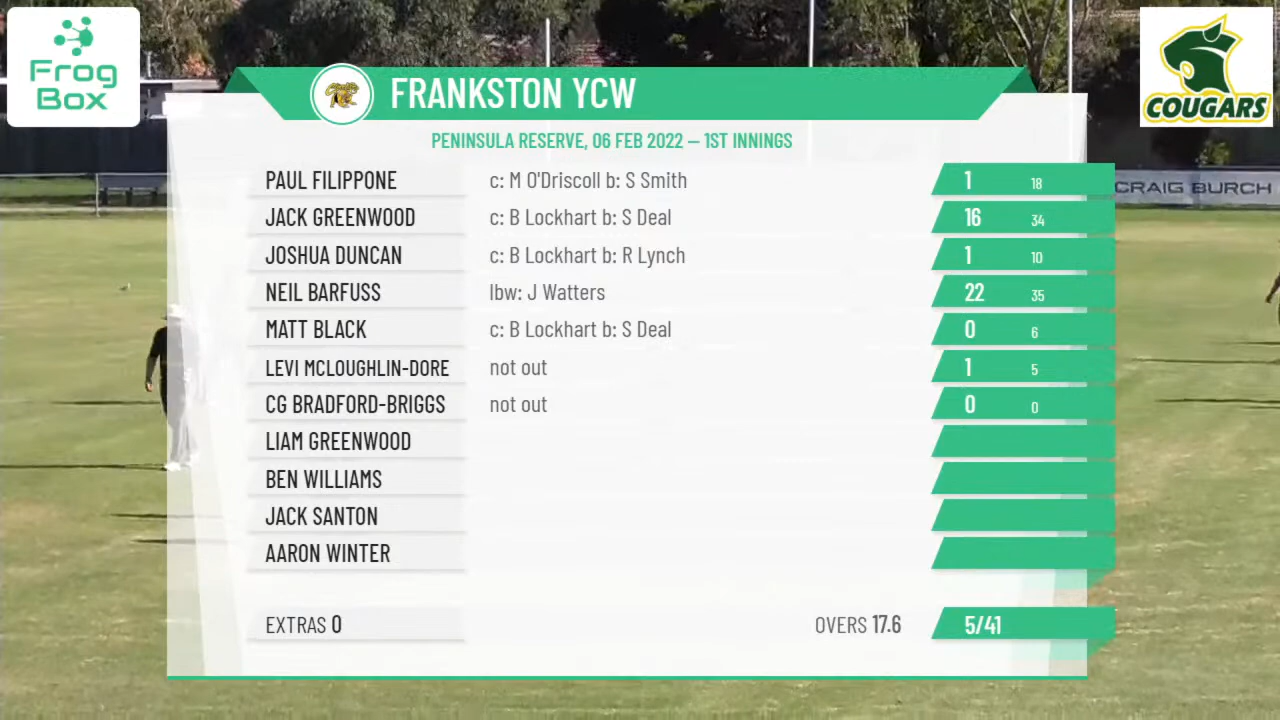 Frog
Box
COUGARS
FRANKSTON YCW
PENINSULA RESERVE, 06 FEB 2022 – 1ST INNINGS
PAUL FILIPPONE c: M O'Driscoll b: S Smith 1 18
JACK GREENWOOD c: B Lockhart b: S Deal 16 34
JOSHUA DUNCAN c: B Lockhart b: R Lynch 1 10
NEIL BARFUSS lbw: J Watters 22 35
MATT BLACK c: B Lockhart b: S Deal 0 6
LEVI MCLOUGHLIN-DORE not out 1 5
CG BRADFORD-BRIGGS not out 0 0
LIAM GREENWOOD
BEN WILLIAMS
JACK SANTON
AARON WINTER
EXTRAS 0 OVERS 17.6 5/41
CRAIG BURCH